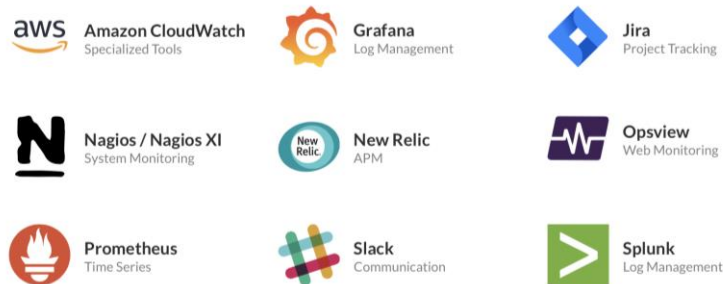 aws
Amazon CloudWatch
Specialized Tools
Grafana
Log Management
Jira
Project Tracking
N
Nagios / Nagios XI
System Monitoring
New
Relic.
New Relic
APM
Opsview
Web Monitoring
Prometheus
Time Series
Slack
Communication
Splunk
Log Management